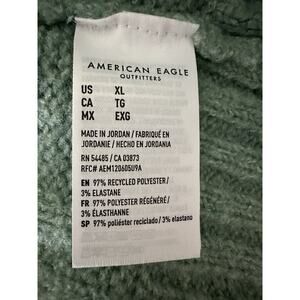 AMERICAN EAGLE
OUTFITTERS
US XL
CA TG
MX EXG
MADE IN JORDAN / FABRIQUÉ EN
JORDANIE / HECHO EN JORDANIA
RN 54485 / CA 03873
RFC# AEM120605U9A
EN 97% RECYCLED POLYESTER /
3% ELASTANE
FR 97% POLYESTER RÉGÉNÉRÉ /
3% ÉLASTHANNE
SP 97% poliéster reciclado / 3% elastano